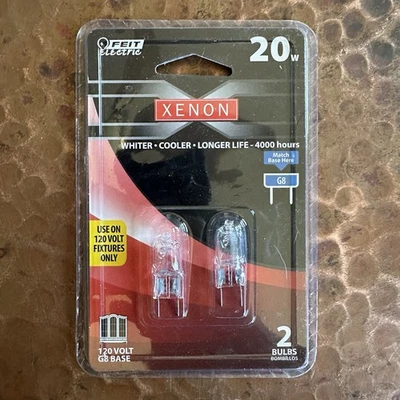 FEIT
electric
20w
XENON
WHITER • COOLER • LONGER LIFE - 4000 hours
Match
Base Here
G8
USE ON
120 VOLT
FIXTURES
ONLY
120 VOLT
G8 BASE
2
BULBS
BOMBILLOS